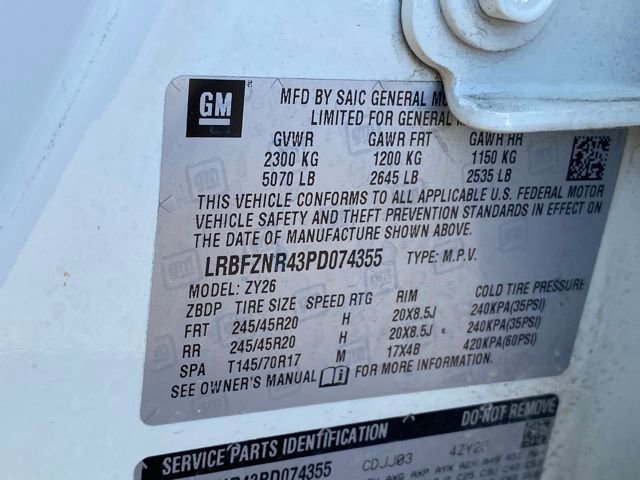 GM
MFD BY SAIC GENERAL
LIMITED FOR GENERAL
GVWR GAWR FRT GAWR RR
2300 KG 1200 KG 1150 KG
5070 LB 2645 LB 2535 LB
THIS VEHICLE CONFORMS TO ALL APPLICABLE U.S. FEDERAL MOTOR
VEHICLE SAFETY AND THEFT PREVENTION STANDARDS IN EFFECT ON
THE DATE OF MANUFACTURE SHOWN ABOVE.
LRBFZNR43PD074355 TYPE: M.P.V.
MODEL: ZY26
ZBDP TIRE SIZE SPEED RTG RIM COLD TIRE PRESSURE
FRT 245/45R20 H 20X8.5J 240KPA(35PSI)
RR 245/45R20 H 20X8.5J 240KPA(35PSI)
SPA T145/70R17 M 17X4B 420KPA(60PSI)
SEE OWNER'S MANUAL FOR MORE INFORMATION.
SERVICE PARTS IDENTIFICATION DO NOT REMOVE
R43PD074355 CDJJ03
AXG AXP AYX